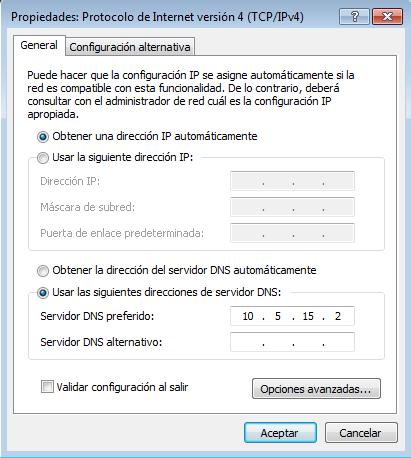 Propiedades: Protocolo de Internet versión 4 (TCP/IPv4)
General
Configuración alternativa
Puede hacer que la configuración IP se asigne automáticamente si la
red es compatible con esta funcionalidad. De lo contrario, deberá
consultar con el administrador de red cuál es la configuración IP
apropiada.
Obtener una dirección IP automáticamente
Usar la siguiente dirección IP:
Dirección IP:
Máscara de subred:
Puerta de enlace predeterminada:
Obtener la dirección del servidor DNS automáticamente
Usar las siguientes direcciones de servidor DNS:
Servidor DNS preferido: 10 . 5 . 15 . 2
Servidor DNS alternativo: . . .
Validar configuración al salir
Opciones avanzadas...
Aceptar
Cancelar